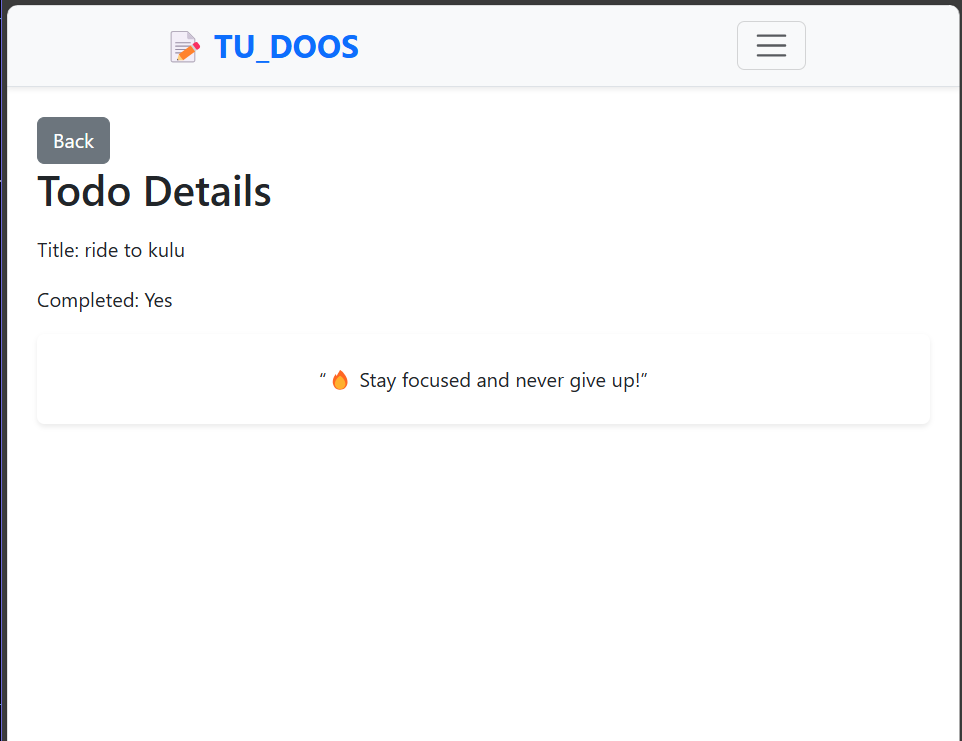 📝 TU_DOOS
Back
Todo Details
Title: ride to kulu
Completed: Yes
“🔥 Stay focused and never give up!”